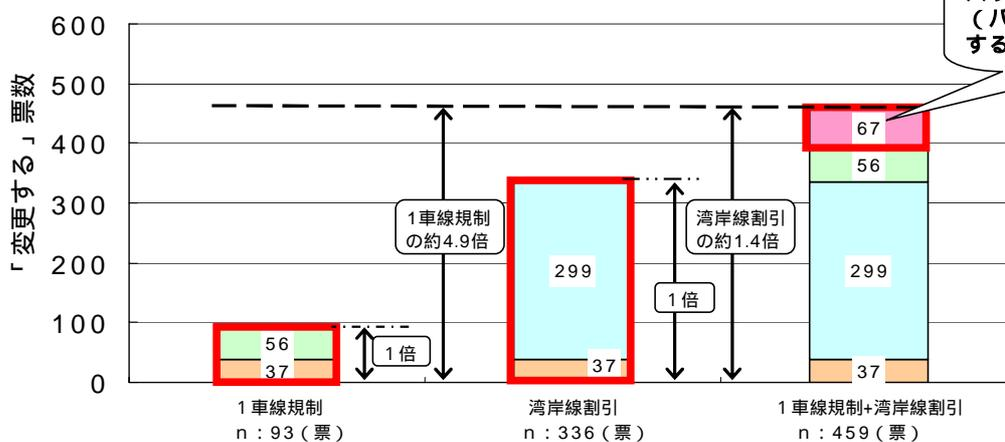 「変更する」票数
600
500
400
300
200
100
0
（パ
する
67
56
299
37
湾岸線割引
の約1.4倍
1倍
299
37
1車線規制
の約4.9倍
1倍
56
37
1車線規制
n：93（票）
湾岸線割引
n：336（票）
1車線規制+湾岸線割引
n：459（票）